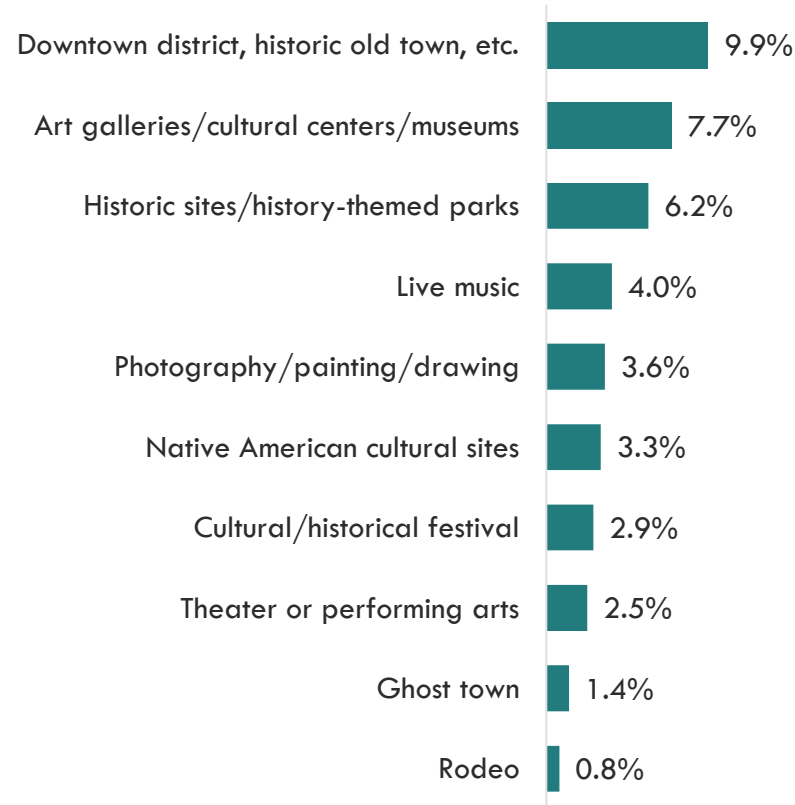 Downtown district, historic old town, etc. 9.9%
Art galleries/cultural centers/museums 7.7%
Historic sites/history-themed parks 6.2%
Live music 4.0%
Photography/painting/drawing 3.6%
Native American cultural sites 3.3%
Cultural/historical festival 2.9%
Theater or performing arts 2.5%
Ghost town 1.4%
Rodeo 0.8%